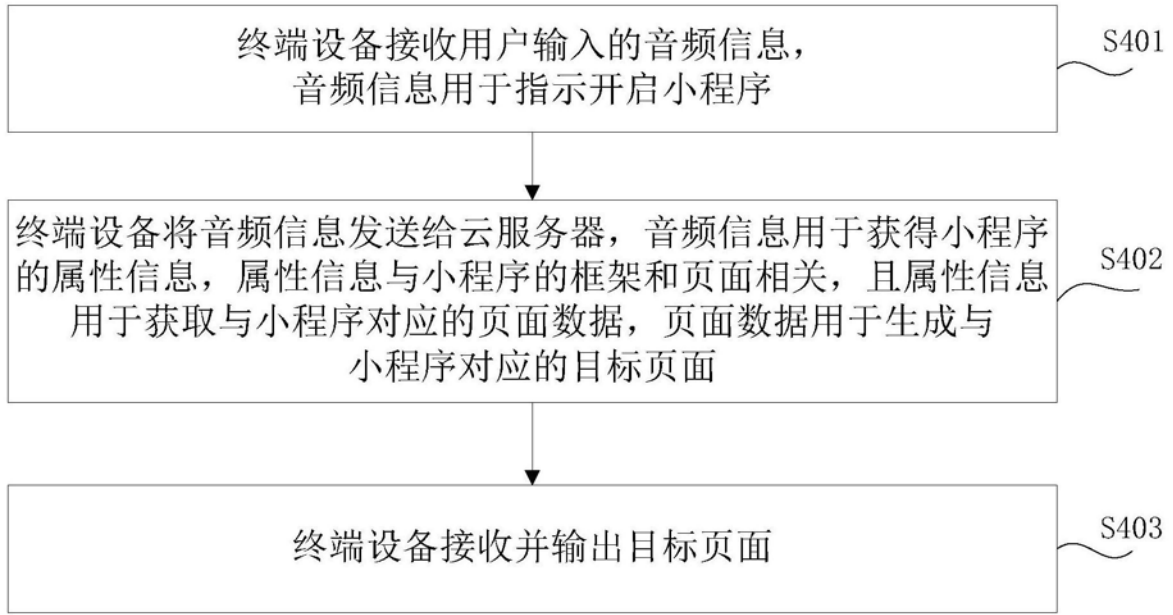 终端设备接收用户输入的音频信息，
音频信息用于指示开启小程序
S401
终端设备将音频信息发送给云服务器，音频信息用于获得小程序
的属性信息，属性信息与小程序的框架和页面相关，且属性信息
用于获取与小程序对应的页面数据，页面数据用于生成与
小程序对应的目标页面
S402
终端设备接收并输出目标页面
S403